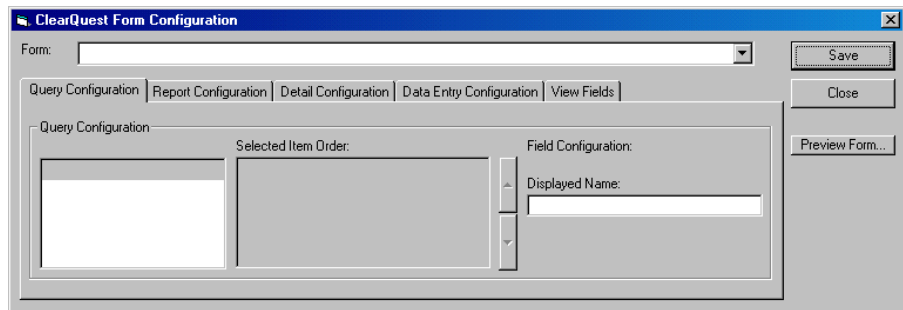 ClearQuest Form Configuration
Form:
Save
Query Configuration Report Configuration Detail Configuration Data Entry Configuration View Fields
Close
Query Configuration
Selected Item Order:
Field Configuration:
Preview Form...
Displayed Name: